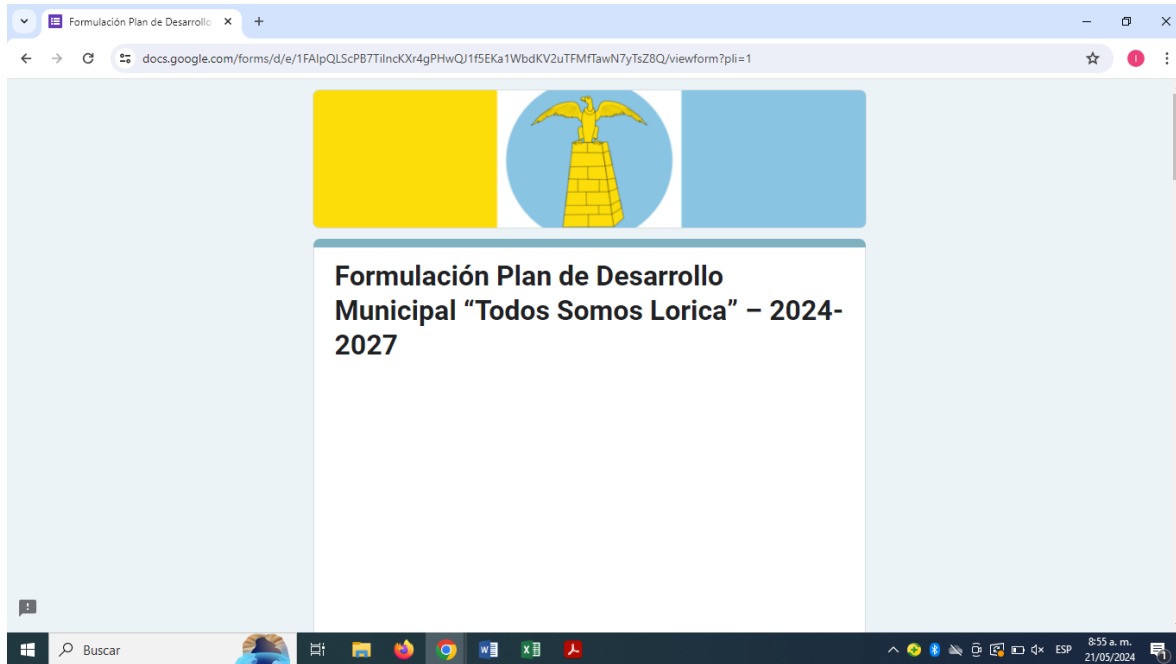 Formulación Plan de Desarrollo
docs.google.com/forms/d/e/1FAIpQLScPB7TiIncKXr4gPHwQJ1f5EKa1WbdKV2uTFMfTawN7yTsZ8Q/viewform?pli=1
I
Formulación Plan de Desarrollo
Municipal “Todos Somos Lorica” – 2024-
2027
Buscar
ESP
8:55 a. m.
21/05/2024
1